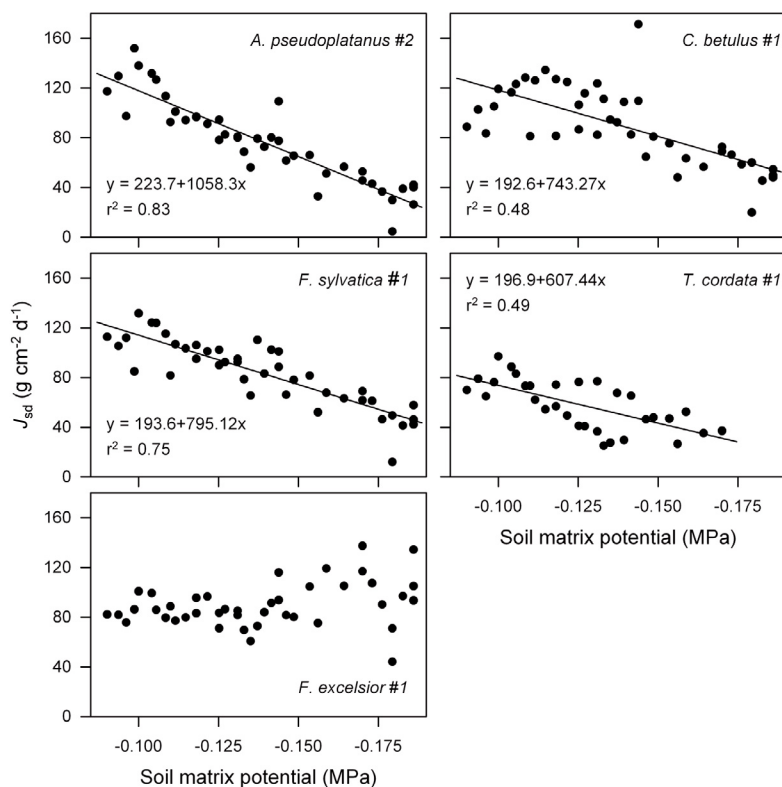 A. pseudoplatanus #2
C. betulus #1
160
120
80
40
0
y = 223.7+1058.3x
r² = 0.83
y = 192.6+743.27x
r² = 0.48
F. sylvatica #1
y = 196.9+607.44x
T. cordata #1
r² = 0.49
160
120
80
40
0
y = 193.6+795.12x
r² = 0.75
Jsd (g cm⁻² d⁻¹)
-0.100 -0.125 -0.150 -0.175
Soil matrix potential (MPa)
160
120
80
40
0
F. excelsior #1
-0.100 -0.125 -0.150 -0.175
Soil matrix potential (MPa)